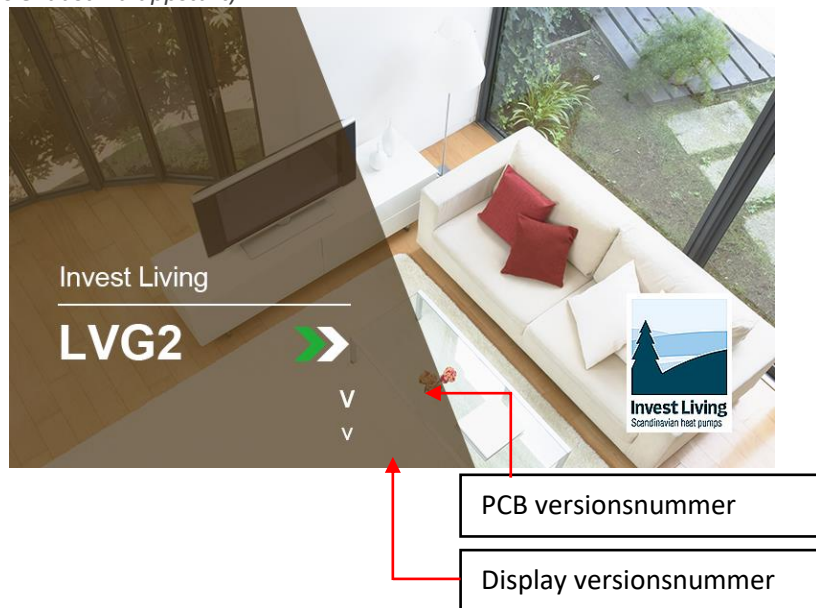 Invest Living
LVG2
V
V
Invest Living
Scandinavian heat pumps
PCB versionsnummer
Display versionsnummer